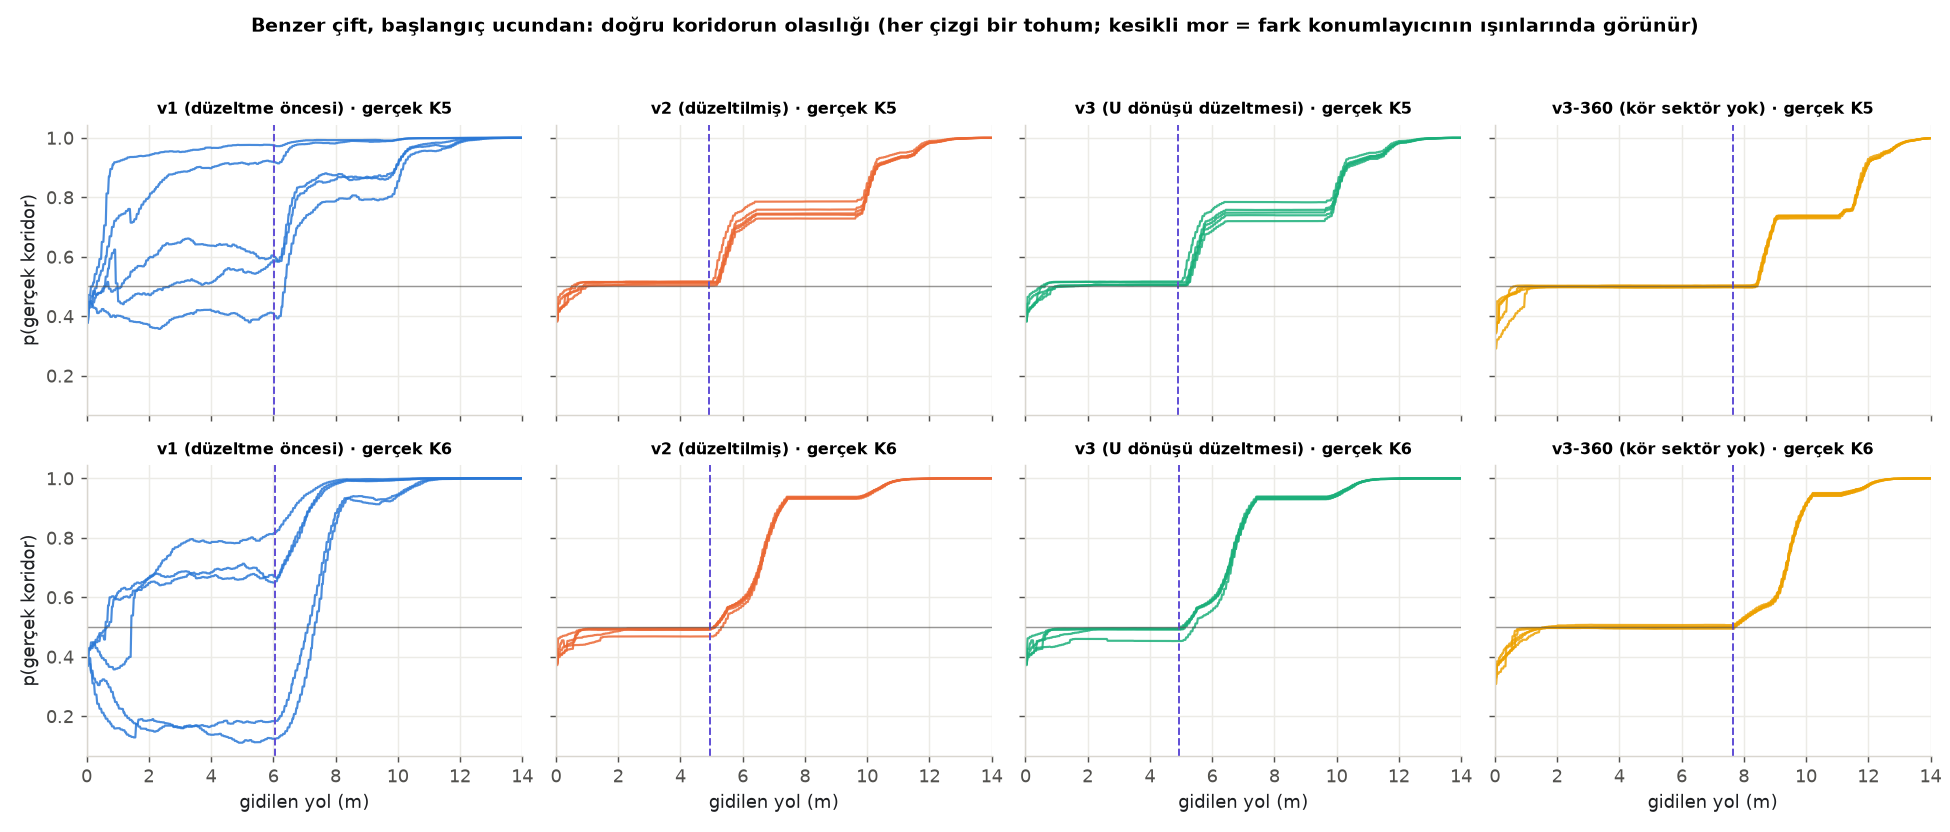 Benzer çift, başlangıç ucundan: doğru koridorun olasılığı (her çizgi bir tohum; kesikli mor = fark konumlayıcının ışınlarında görünür)
v1 (düzeltme öncesi) · gerçek K5
v2 (düzeltilmiş) · gerçek K5
v3 (U dönüşü düzeltmesi) · gerçek K5
v3-360 (kör sektör yok) · gerçek K5
p(gerçek koridor)
1.0
0.8
0.6
0.4
0.2
v1 (düzeltme öncesi) · gerçek K6
v2 (düzeltilmiş) · gerçek K6
v3 (U dönüşü düzeltmesi) · gerçek K6
v3-360 (kör sektör yok) · gerçek K6
p(gerçek koridor)
1.0
0.8
0.6
0.4
0.2
0 2 4 6 8 10 12 14
0 2 4 6 8 10 12 14
0 2 4 6 8 10 12 14
0 2 4 6 8 10 12 14
gidilen yol (m)
gidilen yol (m)
gidilen yol (m)
gidilen yol (m)